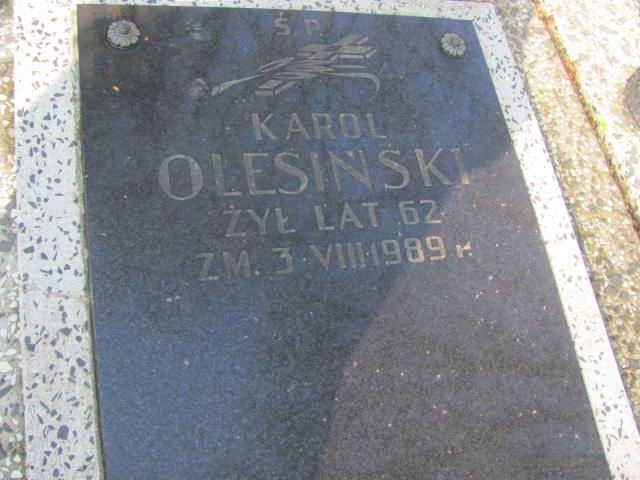 Ś.P.
KAROL
OLESIŃSKI
ŻYŁ LAT 62
ZM. 3 VIII 1989 r.